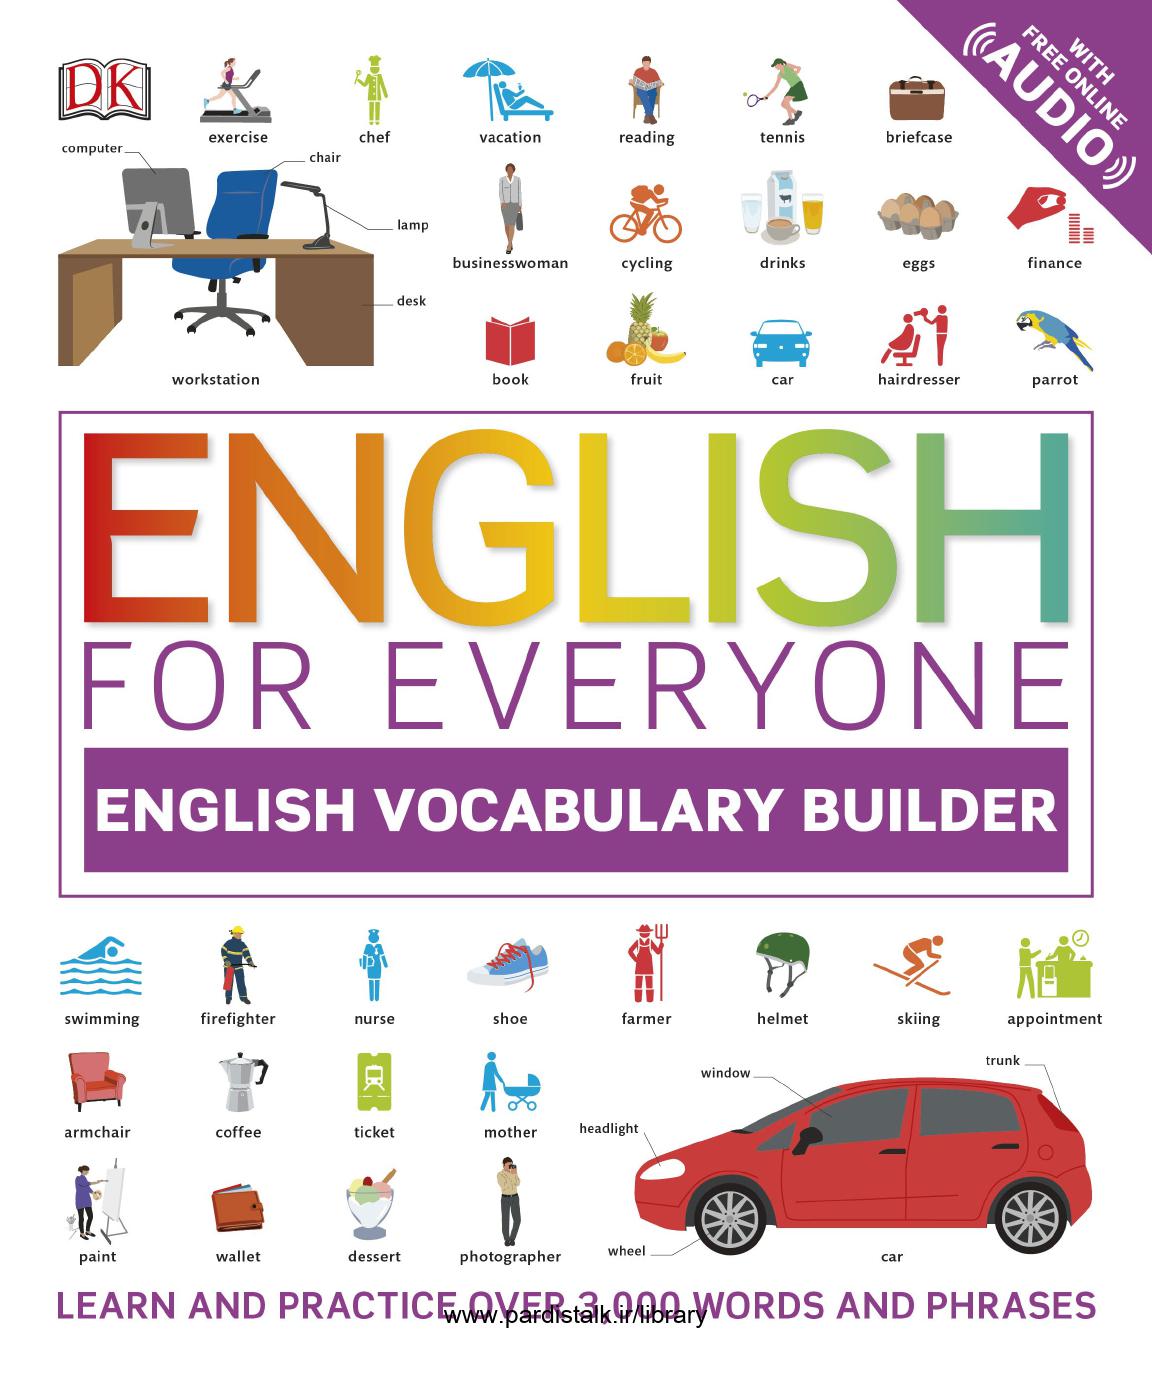 DK
WITH
FREE ONLINE
AUDIO
exercise
chef
vacation
reading
tennis
briefcase
computer
chair
lamp
desk
workstation
businesswoman
cycling
drinks
eggs
finance
book
fruit
car
hairdresser
parrot
ENGLISH
FOR EVERYONE
ENGLISH VOCABULARY BUILDER
swimming
firefighter
nurse
shoe
farmer
helmet
skiing
appointment
armchair
coffee
ticket
mother
window
trunk
headlight
wheel
car
paint
wallet
dessert
photographer
LEARN AND PRACTICE OVER 3,000 WORDS AND PHRASES
www.pardistalk.ir/library